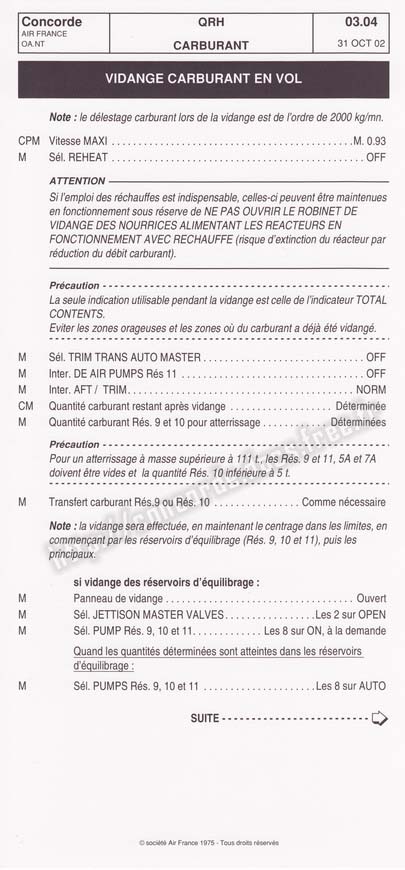 Concorde
AIR FRANCE
OA.NT
QRH
CARBURANT
03.04
31 OCT 02
VIDANGE CARBURANT EN VOL
Note : le délestage carburant lors de la vidange est de l'ordre de 2000 kg/mn.
CPM Vitesse MAXI . . . . . . . . . . . . . . . . . . . . . . . . . . . . . . . . . . . . . M. 0.93
M Sél. REHEAT . . . . . . . . . . . . . . . . . . . . . . . . . . . . . . . . . . . . . . . OFF
ATTENTION
Si l'emploi des réchauffes est indispensable, celles-ci peuvent être maintenues
en fonctionnement sous réserve de NE PAS OUVRIR LE ROBINET DE
VIDANGE DES NOURRICES ALIMENTANT LES REACTEURS EN
FONCTIONNEMENT AVEC RECHAUFFE (risque d'extinction du réacteur par
réduction du débit carburant).
Précaution - - - - - - - - - - - - - - - - - - - - - - - - - - - - - - - - - - - - - -
La seule indication utilisable pendant la vidange est celle de l'indicateur TOTAL
CONTENTS.
Eviter les zones orageuses et les zones où du carburant a déjà été vidangé.
M Sél. TRIM TRANS AUTO MASTER . . . . . . . . . . . . . . . . . . . . . . . . OFF
M Inter. DE AIR PUMPS Rés 11 . . . . . . . . . . . . . . . . . . . . . . . . . . . . OFF
M Inter. AFT / TRIM. . . . . . . . . . . . . . . . . . . . . . . . . . . . . . . . . . . NORM
CM Quantité carburant restant après vidange . . . . . . . . . . . . . . . Déterminée
M Quantité carburant Rés. 9 et 10 pour atterrissage . . . . . . . . . Déterminées
Précaution - - - - - - - - - - - - - - - - - - - - - - - - - - - - - - - - - - - - - -
Pour un atterrissage à masse supérieure à 111 t., les Rés. 9 et 11, 5A et 7A
doivent être vides et la quantité Rés. 10 inférieure à 5 t.
M Transfert carburant Rés.9 ou Rés. 10 . . . . . . . . . . . . . . Comme nécessaire
Note : la vidange sera effectuée, en maintenant le centrage dans les limites, en
commençant par les réservoirs d'équilibrage (Rés. 9, 10 et 11), puis les
principaux.
si vidange des réservoirs d'équilibrage :
M Panneau de vidange . . . . . . . . . . . . . . . . . . . . . . . . . . . . . . Ouvert
M Sél. JETTISON MASTER VALVES. . . . . . . . . . . . . . .Les 2 sur OPEN
M Sél. PUMP Rés. 9, 10 et 11. . . . . . . . . . . . Les 8 sur ON, à la demande
Quand les quantités déterminées sont atteintes dans les réservoirs
d'équilibrage :
M Sél. PUMPS Rés. 9, 10 et 11 . . . . . . . . . . . . . . . . . . . . .Les 8 sur AUTO
SUITE - - - - - - - - - - - - - - - - - - - - - -
© société Air France 1975 - Tous droits réservés